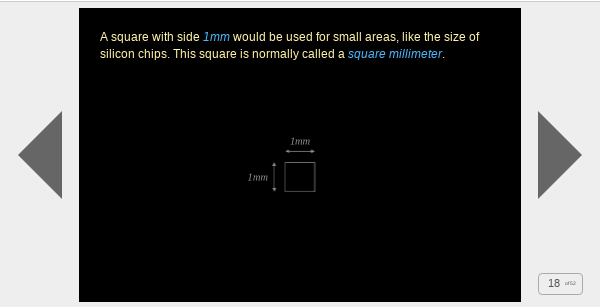 A square with side 1mm would be used for small areas, like the size of
silicon chips. This square is normally called a square millimeter.
1mm
1mm
18 of 52